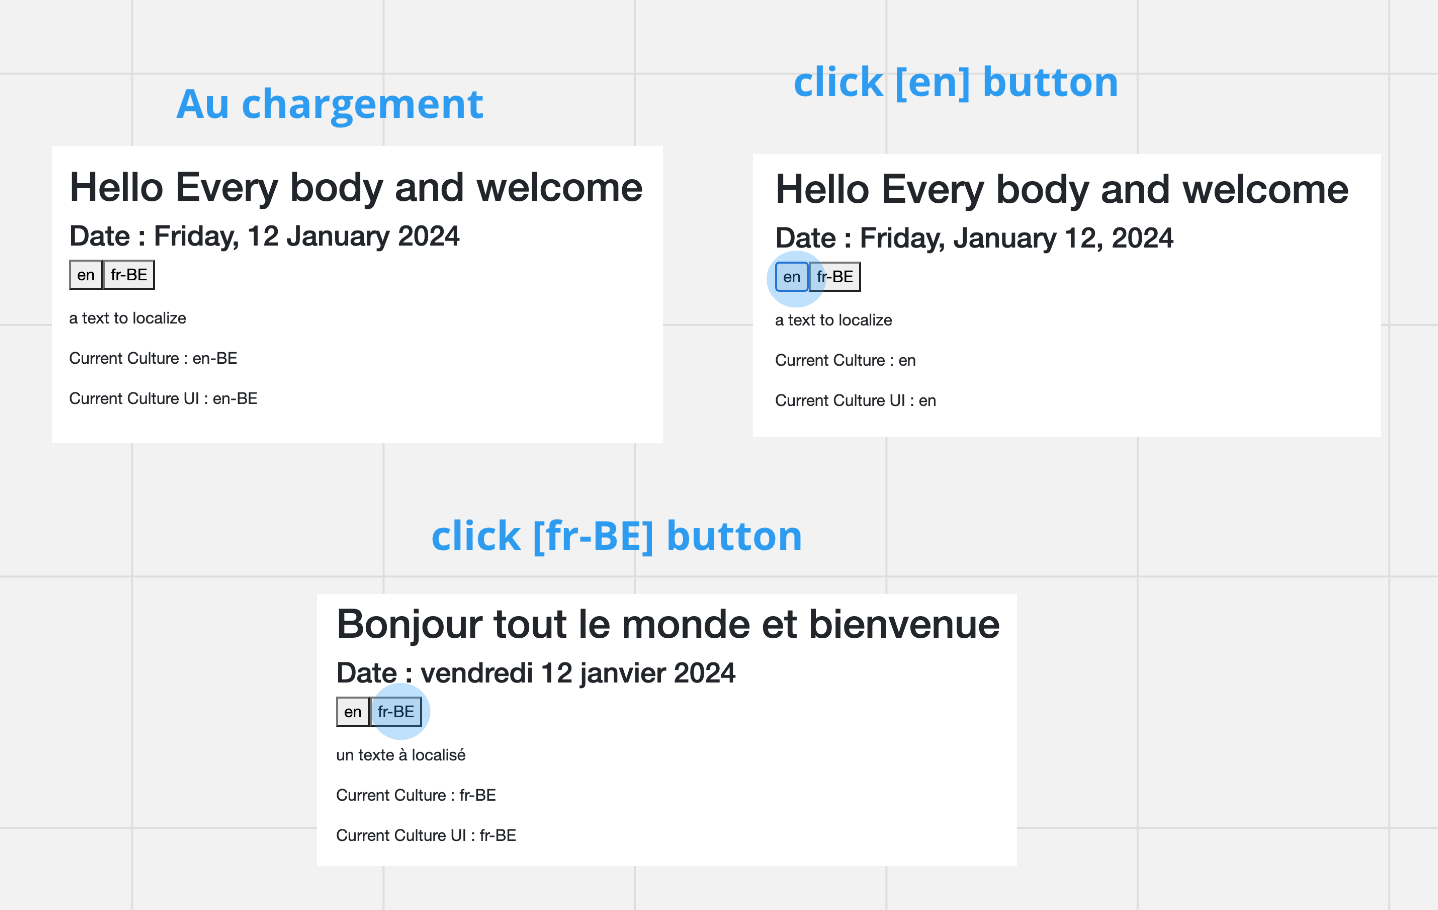 Au chargement
Hello Every body and welcome
Date : Friday, 12 January 2024
en fr-BE
a text to localize
Current Culture : en-BE
Current Culture UI : en-BE
click [en] button
Hello Every body and welcome
Date : Friday, January 12, 2024
en fr-BE
a text to localize
Current Culture : en
Current Culture UI : en
click [fr-BE] button
Bonjour tout le monde et bienvenue
Date : vendredi 12 janvier 2024
en fr-BE
un texte à localisé
Current Culture : fr-BE
Current Culture UI : fr-BE